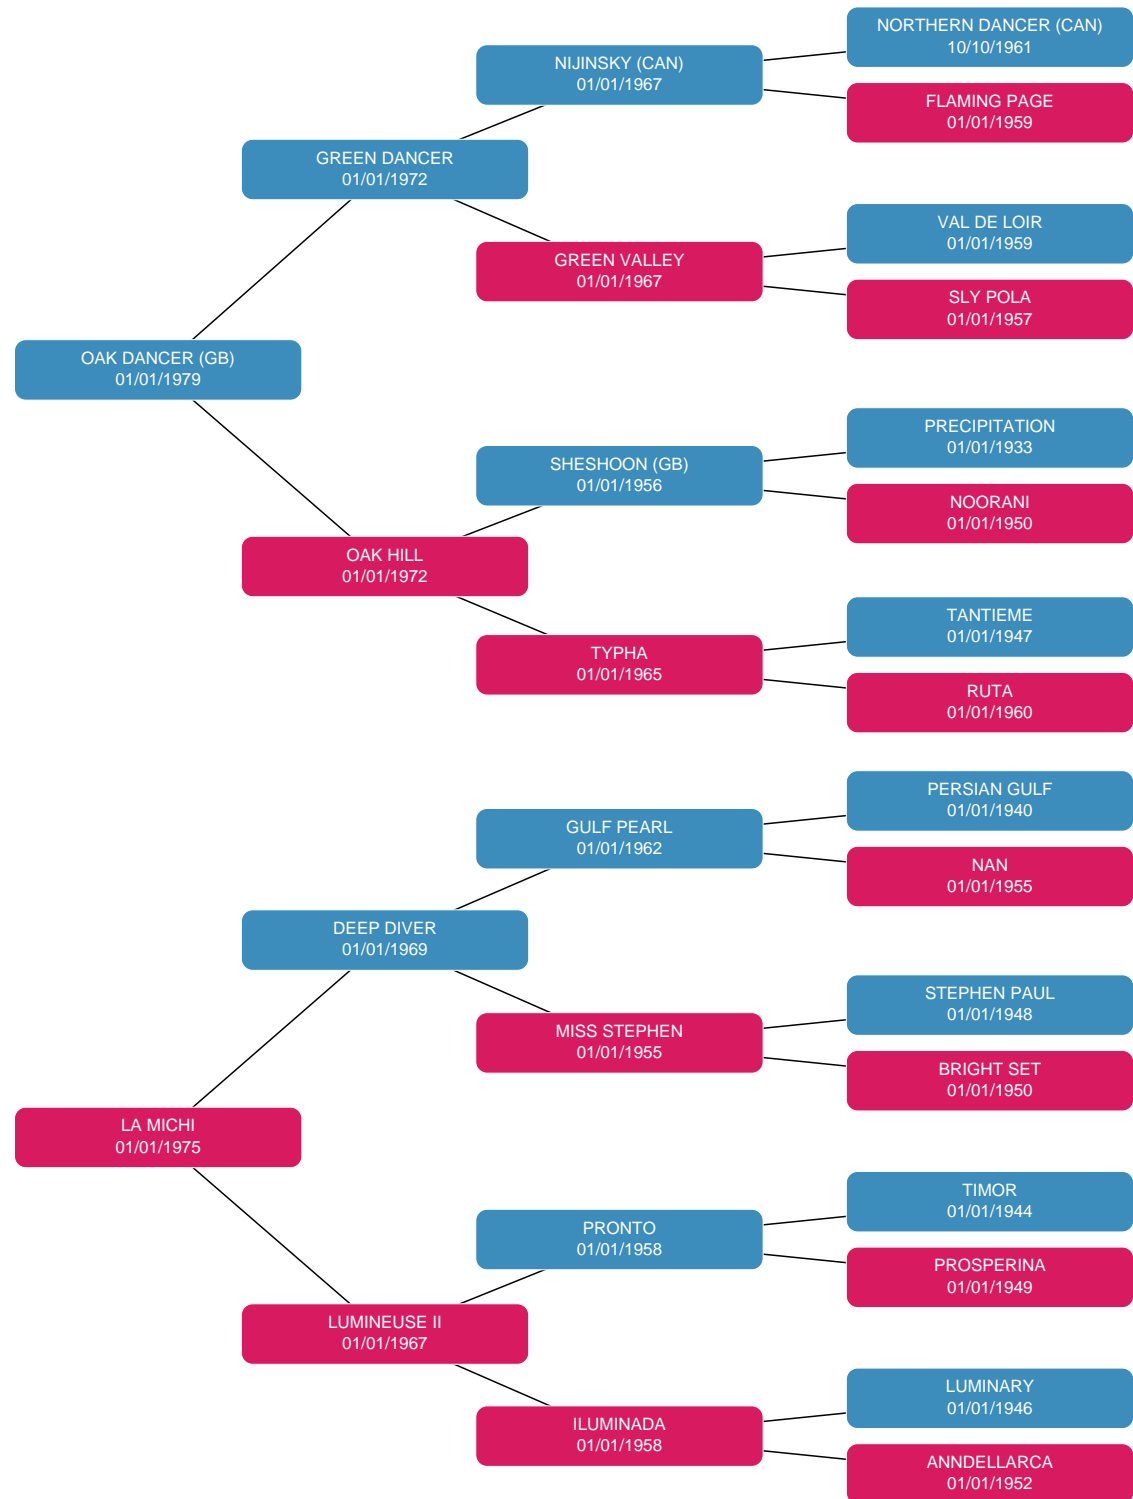 NORTHERN DANCER (CAN)
10/10/1961
NIJINSKY (CAN)
01/01/1967
FLAMING PAGE
01/01/1959
GREEN DANCER
01/01/1972
VAL DE LOIR
01/01/1959
GREEN VALLEY
01/01/1967
SLY POLA
01/01/1957
OAK DANCER (GB)
01/01/1979
PRECIPITATION
01/01/1933
SHESHOON (GB)
01/01/1956
NOORANI
01/01/1950
OAK HILL
01/01/1972
TANTIEME
01/01/1947
TYPHA
01/01/1965
RUTA
01/01/1960
PERSIAN GULF
01/01/1940
GULF PEARL
01/01/1962
NAN
01/01/1955
DEEP DIVER
01/01/1969
STEPHEN PAUL
01/01/1948
MISS STEPHEN
01/01/1955
BRIGHT SET
01/01/1950
LA MICHI
01/01/1975
TIMOR
01/01/1944
PRONTO
01/01/1958
PROSPERINA
01/01/1949
LUMINEUSE II
01/01/1967
LUMINARY
01/01/1946
ILUMINADA
01/01/1958
ANNDELLARCA
01/01/1952